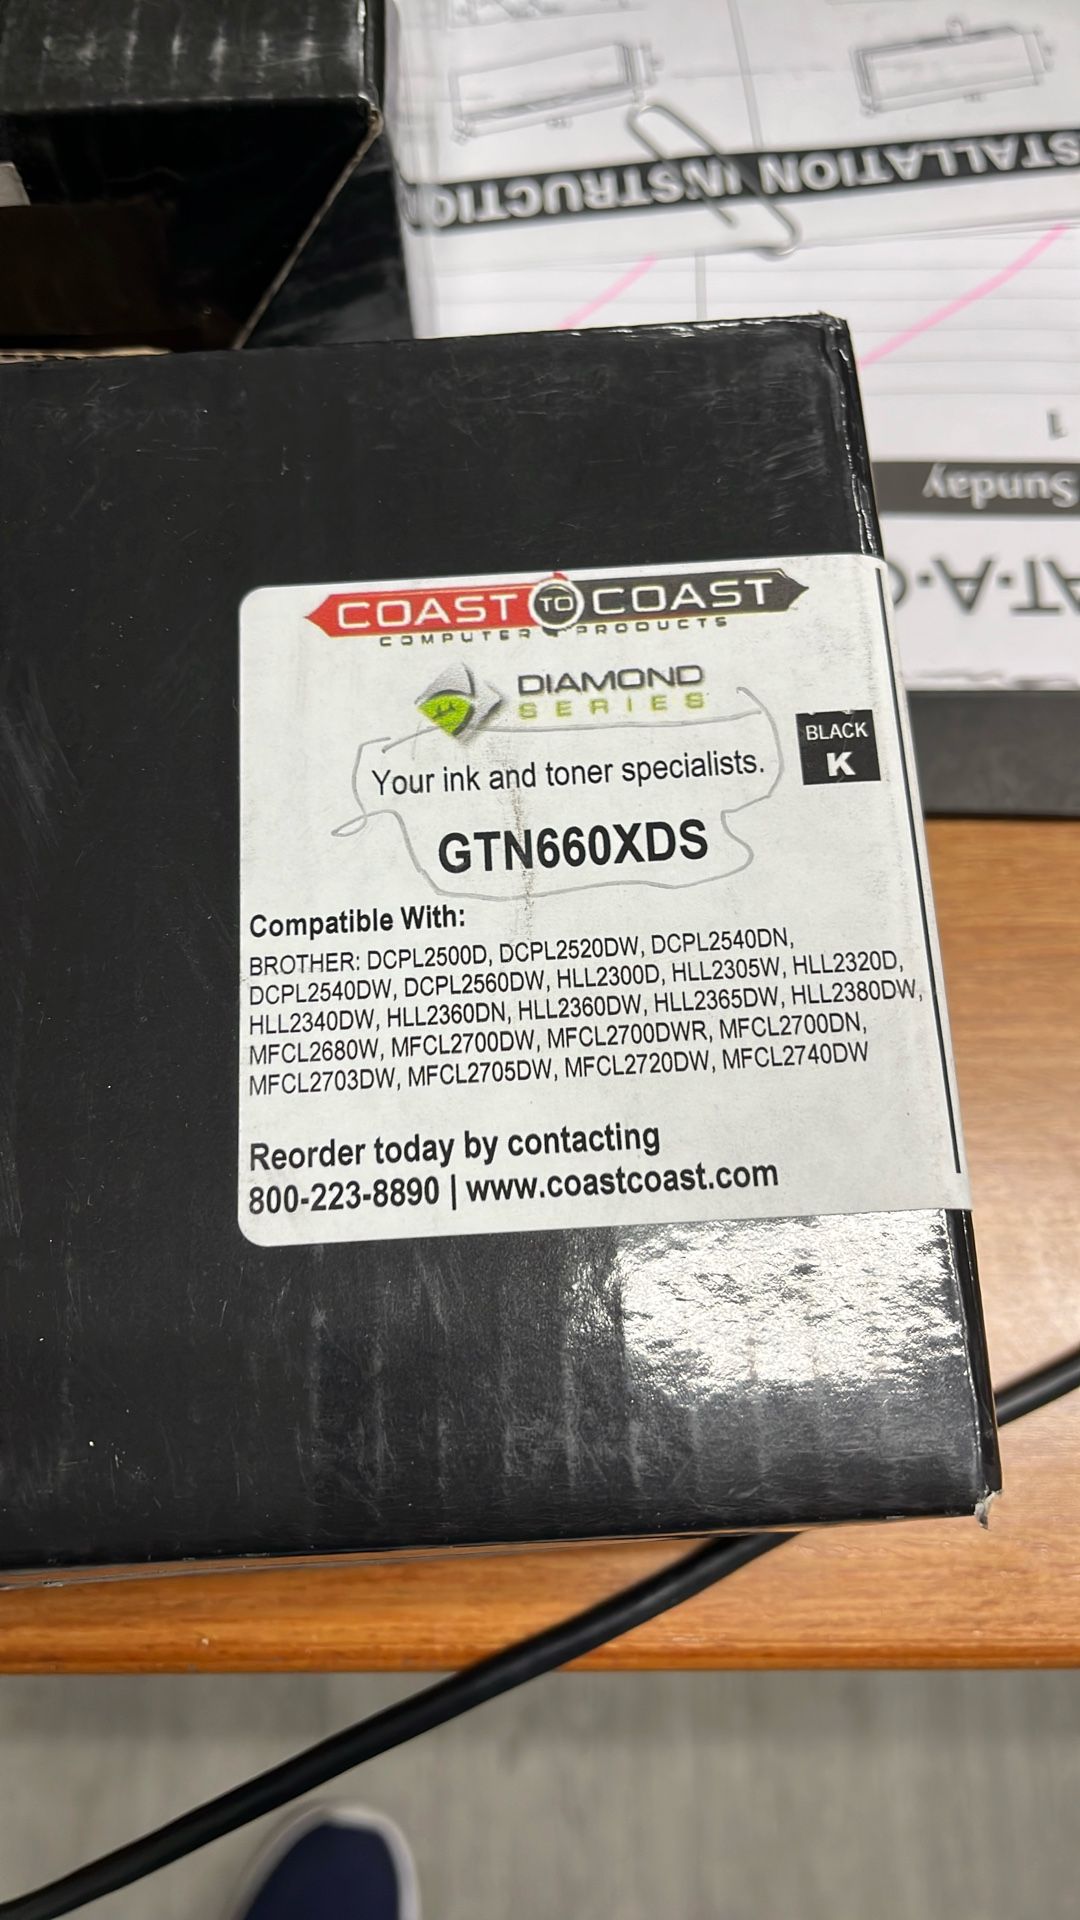 STALLATION INSTRUCTIO
1
Sunday
AT-A-
COAST TO COAST
COMPUTER PRODUCTS
DIAMOND
SERIES
BLACK
K
Your ink and toner specialists.
GTN660XDS
Compatible With:
BROTHER: DCPL2500D, DCPL2520DW, DCPL2540DN,
DCPL2540DW, DCPL2560DW, HLL2300D, HLL2305W, HLL2320D,
HLL2340DW, HLL2360DN, HLL2360DW, HLL2365DW, HLL2380DW,
MFCL2680W, MFCL2700DW, MFCL2700DWR, MFCL2700DN,
MFCL2703DW, MFCL2705DW, MFCL2720DW, MFCL2740DW
Reorder today by contacting
800-223-8890 | www.coastcoast.com